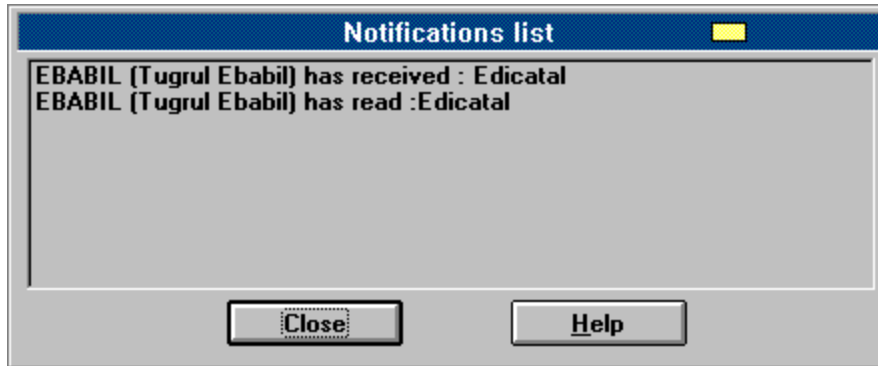 Notifications list
EBABIL (Tugrul Ebabil) has received : Edicatal
EBABIL (Tugrul Ebabil) has read :Edicatal
Close
Help